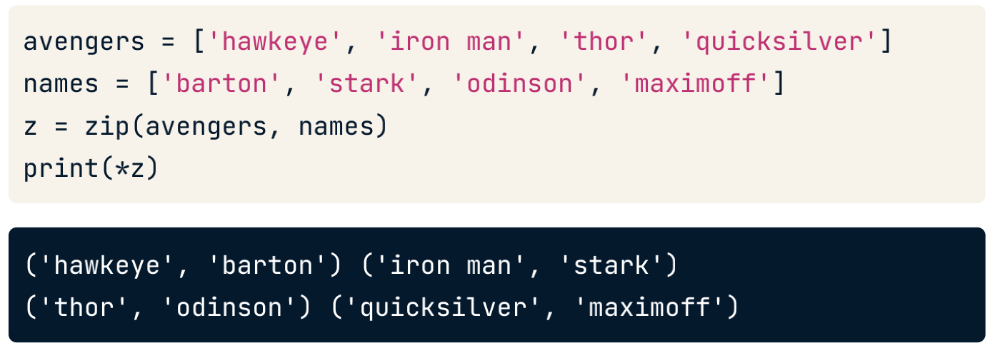 avengers = ['hawkeye', 'iron man', 'thor', 'quicksilver']
names = ['barton', 'stark', 'odinson', 'maximoff']
z = zip(avengers, names)
print(*z)
('hawkeye', 'barton') ('iron man', 'stark')
('thor', 'odinson') ('quicksilver', 'maximoff')